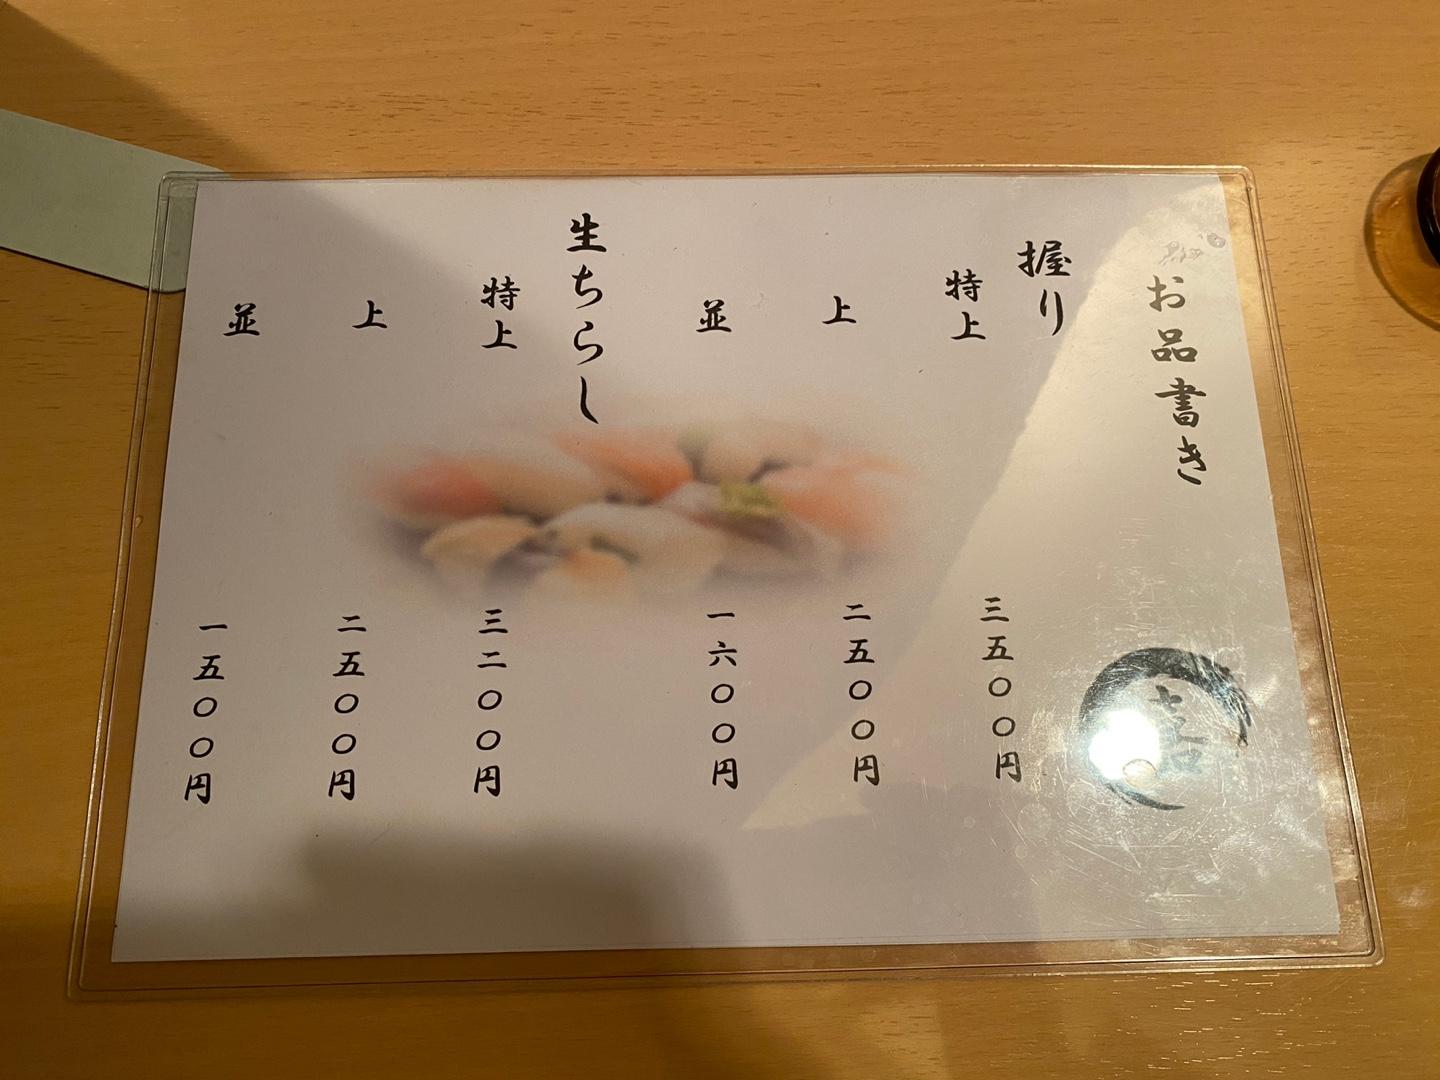 お品書き
握り
特上 三五〇〇円
上 二五〇〇円
並 一六〇〇円
生ちらし
特上 三二〇〇円
上 二五〇〇円
並 一五〇〇円